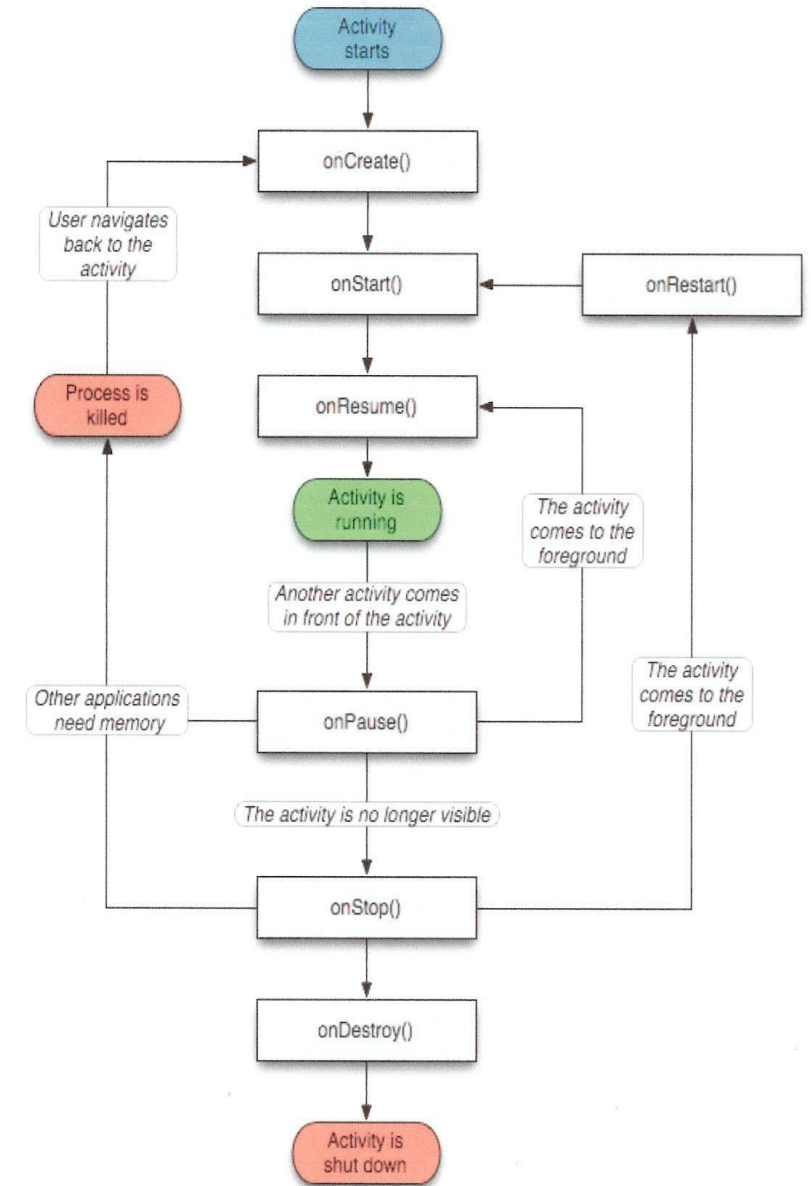 Activity
starts
onCreate()
User navigates
back to the
activity
onStart()
onRestart()
Process is
killed
onResume()
Activity is
running
The activity
comes to the
foreground
Another activity comes
in front of the activity
The activity
comes to the
foreground
Other applications
need memory
onPause()
The activity is no longer visible
onStop()
onDestroy()
Activity is
shut down